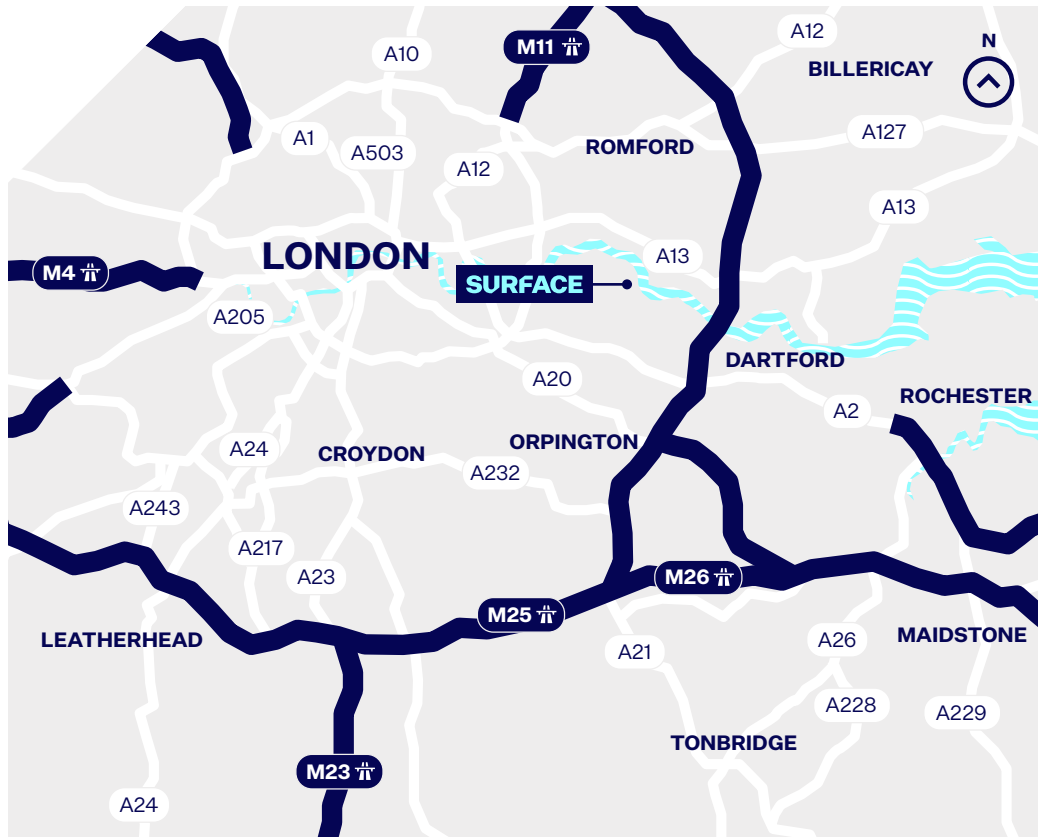 A12
N
M11
A10
BILLERICAY
A127
A1
A503
ROMFORD
A12
A13
LONDON
A13
M4
SURFACE
A205
DARTFORD
A20
ROCHESTER
A2
ORPINGTON
A24
CROYDON
A232
A243
A217
A23
M26
M25
LEATHERHEAD
A21
A26
MAIDSTONE
A228
A229
TONBRIDGE
M23
A24